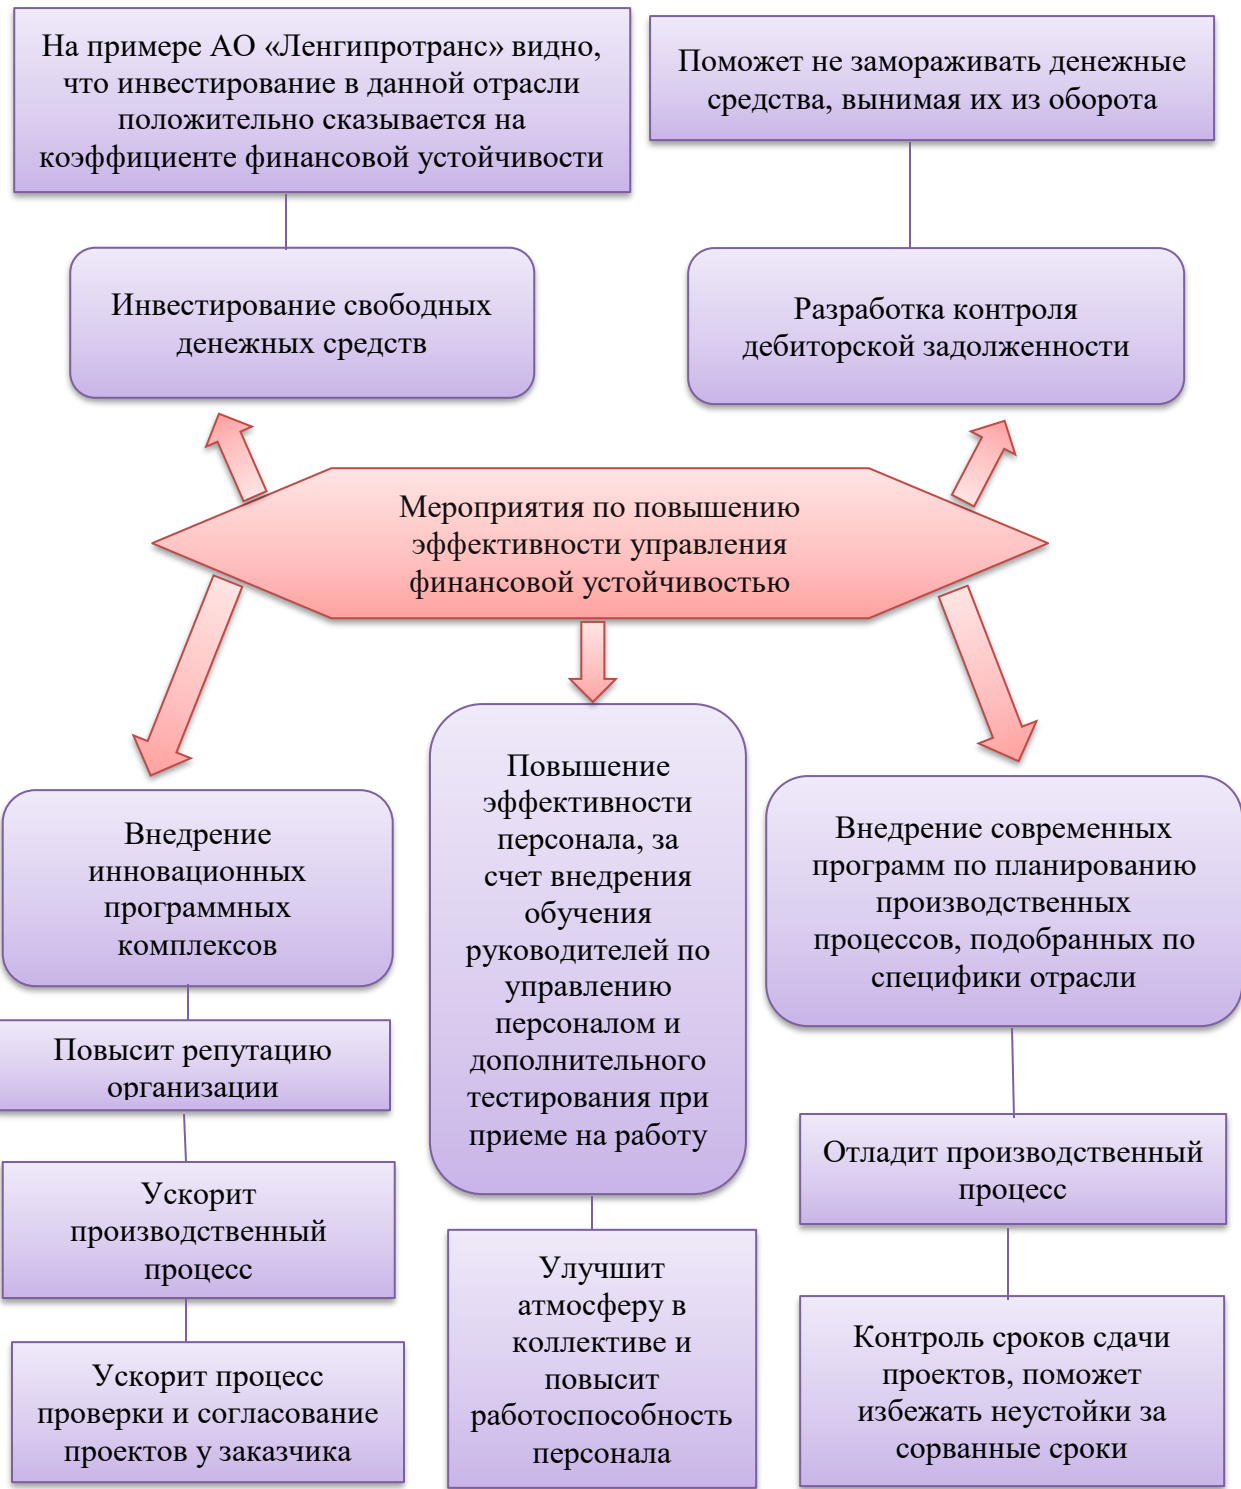 На примере АО «Ленгипротранс» видно,
что инвестирование в данной отрасли
положительно сказывается на
коэффициенте финансовой устойчивости
Поможет не замораживать денежные
средства, вынимая их из оборота
Инвестирование свободных
денежных средств
Разработка контроля
дебиторской задолженности
Мероприятия по повышению
эффективности управления
финансовой устойчивостью
Внедрение
инновационных
программных
комплексов
Повысит репутацию
организации
Ускорит
производственный
процесс
Ускорит процесс
проверки и согласование
проектов у заказчика
Повышение
эффективности
персонала, за
счет внедрения
обучения
руководителей по
управлению
персоналом и
дополнительного
тестирования при
приеме на работу
Улучшит
атмосферу в
коллективе и
повысит
работоспособность
персонала
Внедрение современных
программ по планированию
производственных
процессов, подобранных по
специфики отрасли
Отладит производственный
процесс
Контроль сроков сдачи
проектов, поможет
избежать неустойки за
сорванные сроки